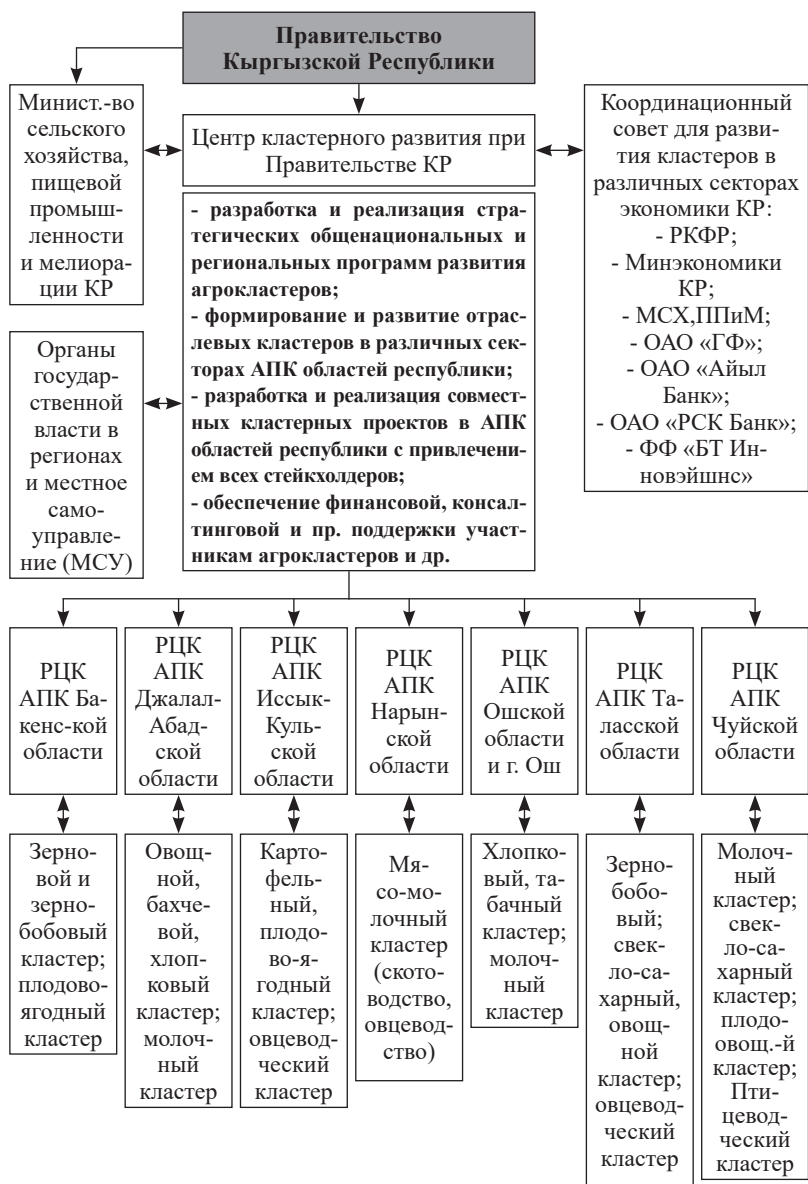 Правительство
Кыргызской Республики
Минист.-во
сельского
хозяйства,
пищевой
промыш-
ленности
и мелиора-
ции КР
Центр кластерного развития при
Правительстве КР
Координационный
совет для разви-
тия кластеров в
различных секторах
экономики КР:
- РКФР;
- Минэкономики
КР;
- МСХ,ППиМ;
- ОАО «ГФ»;
- ОАО «Айыл
Банк»;
- ОАО «РСК Банк»;
- ФФ «БТ Ин-
новэйшнс»
- разработка и реализация стра-
тегических общенациональных и
региональных программ развития
агрокластеров;
- формирование и развитие отрас-
левых кластеров в различных сек-
торах АПК областей республики;
- разработка и реализация совмест-
ных кластерных проектов в АПК
областей республики с привлечени-
ем всех стейкхолдеров;
- обеспечение финансовой, консал-
тинговой и пр. поддержки участ-
никам агрокластеров и др.
Органы
государ-
ственной
власти в
регионах
и местное
само-
управле-
ние (МСУ)
РЦК
АПК Ба-
кенс-кой
области
РЦК
АПК
Джалал-
Абад-
ской
области
РЦК
АПК
Иссык-
Куль-
ской
области
РЦК
АПК
Нарын-
ской
области
РЦК
АПК
Ошской
области
и г. Ош
РЦК
АПК Та-
ласской
области
РЦК
АПК
Чуйской
области
Зерно-
вой и
зерно-
бобовый
кластер;
плодово-
ягодный
кластер
Овощ-
ной,
бахче-
вой,
хлоп-
ковый
кластер;
молоч-
ный
кластер
Карто-
фель-
ный,
плодо-
во-я-
годный
кластер;
овцевод-
ческий
кластер
Мя-
со-мо-
лочный
кластер
(ското-
водство,
овцевод-
ство)
Хлопко-
вый, та-
бачный
кластер;
молоч-
ный
кластер
Зерно-
бобо-
вый;
свек-
ло-са-
харный,
овощ-
ной
кластер;
овцевод-
ческий
кластер
Молоч-
ный
кластер;
свек-
ло-са-
харный
кластер;
плодо-
овощ.-й
кластер;
Пти-
цевод-
ческий
кластер